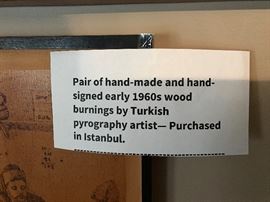 Pair of hand-made and hand-
signed early 1960s wood
burnings by Turkish
pyrography artist— Purchased
in Istanbul.